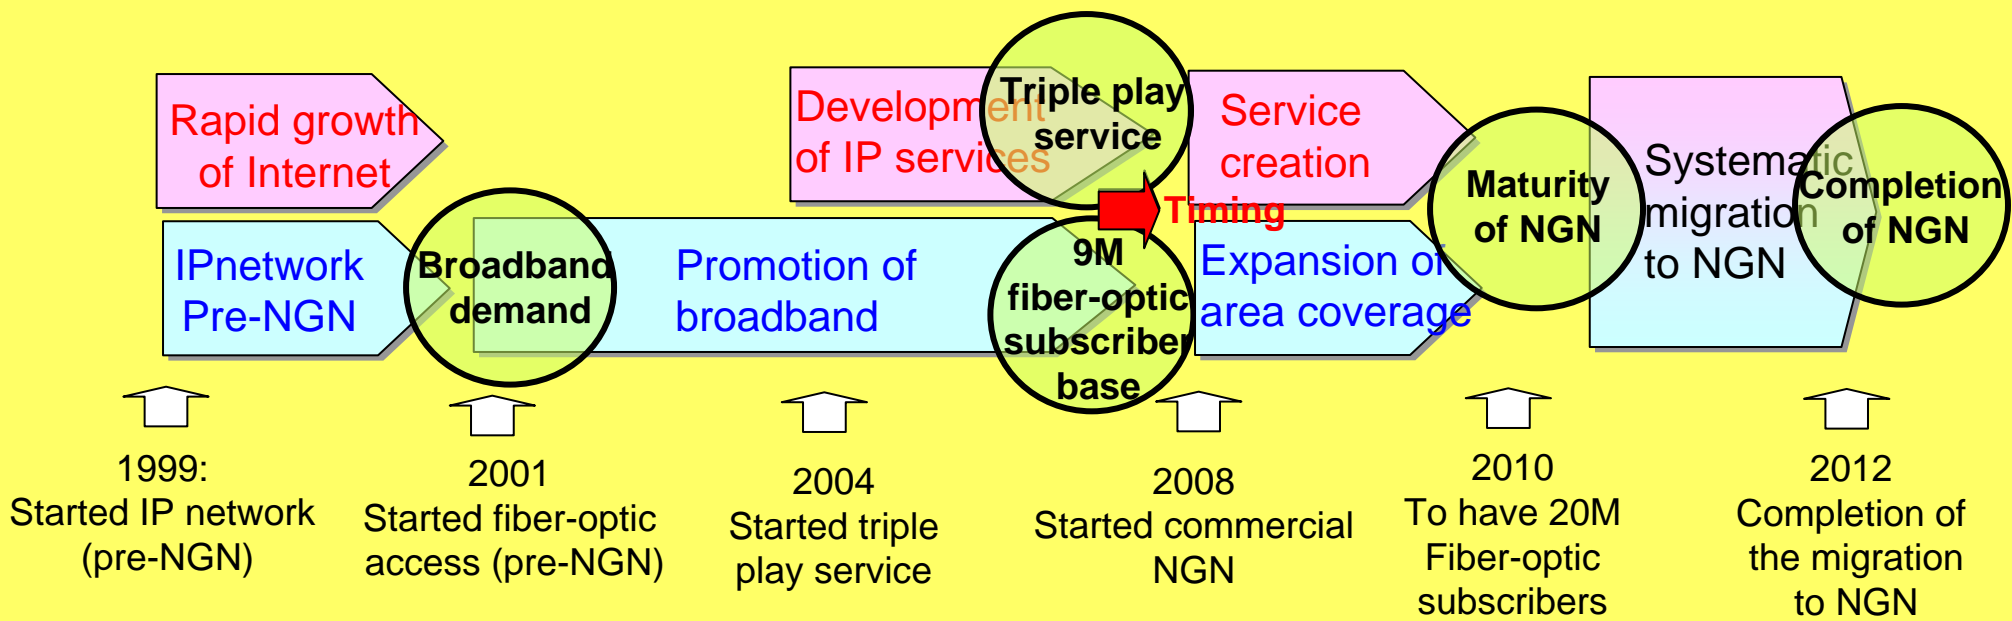 Rapid growth
of Internet
IPnetwork
Pre-NGN
Broadband
demand
Promotion of
broadband
Development
of IP services
Triple play
service
Timing
9M
fiber-optic
subscriber
base
Service
creation
Expansion of
area coverage
Maturity
of NGN
Systematic
migration
to NGN
Completion
of NGN
1999:
Started IP network
(pre-NGN)
2001
Started fiber-optic
access (pre-NGN)
2004
Started triple
play service
2008
Started commercial
NGN
2010
To have 20M
Fiber-optic
subscribers
2012
Completion of
the migration
to NGN